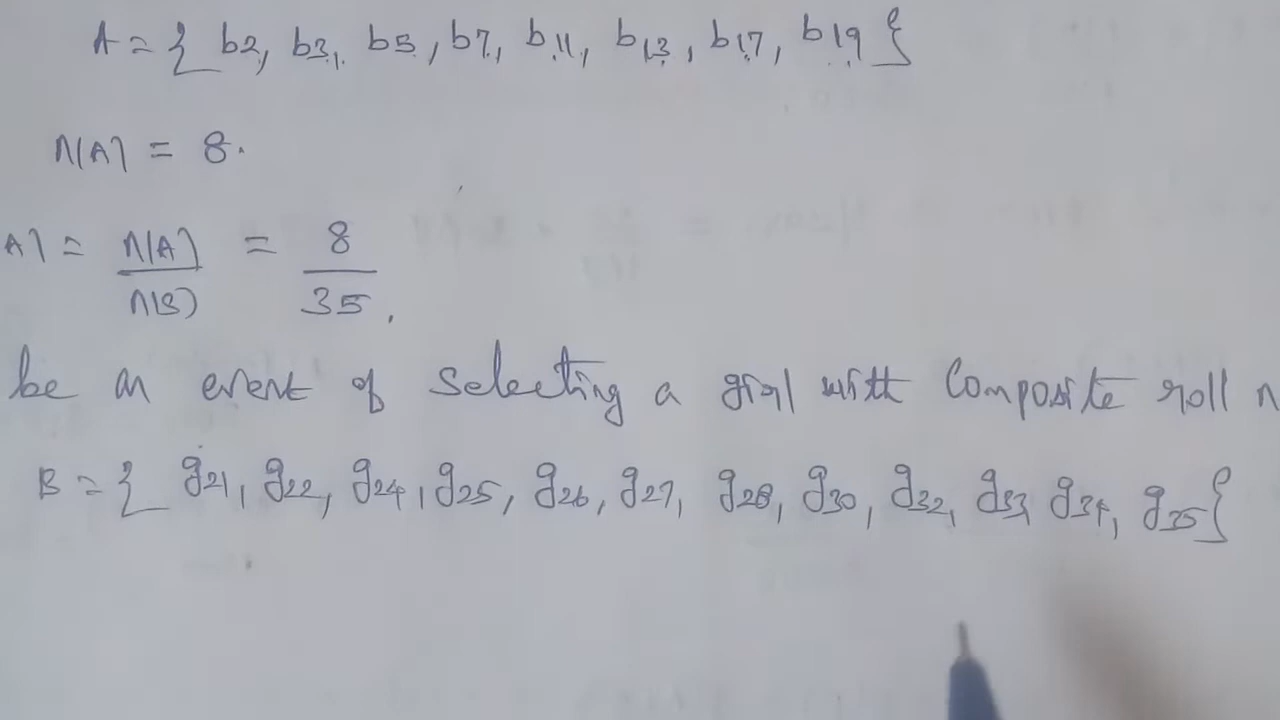 A = { b2, b3, b5, b7, b11, b13, b17, b19 }
n(A) = 8.
A) = n(A) / n(S) = 8 / 35.
be an event of selecting a girl with Composite roll n
B = { g21, g22, g24, g25, g26, g27, g28, g30, g32, g33 g34, g35 }